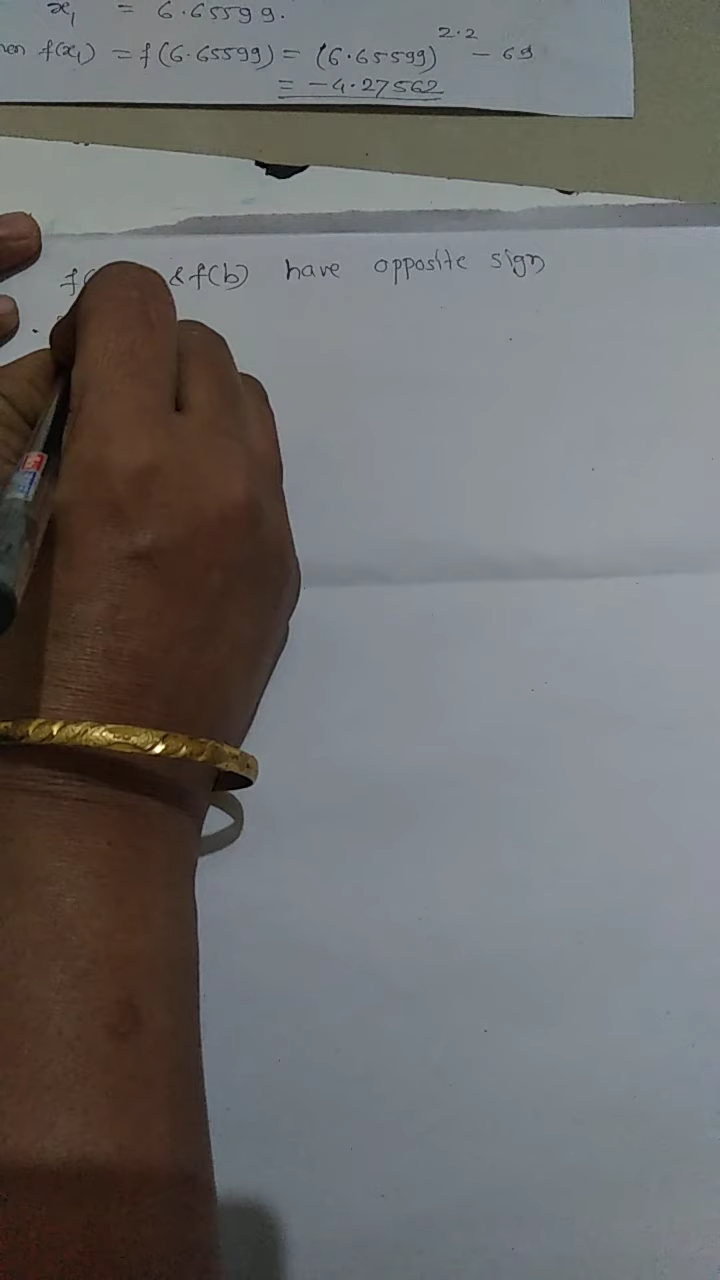 x₁ = 6.65599.
f(x₁) = f(6.65599) = (6.65599)^2.2 - 69
= -4.27562
&f(b) have opposite sign